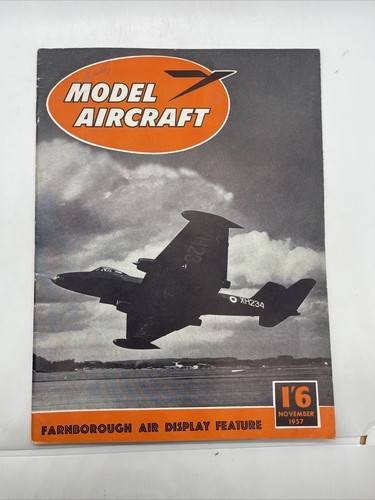 MODEL
AIRCRAFT
XH234
FARNBOROUGH AIR DISPLAY FEATURE
1'6
NOVEMBER
1957